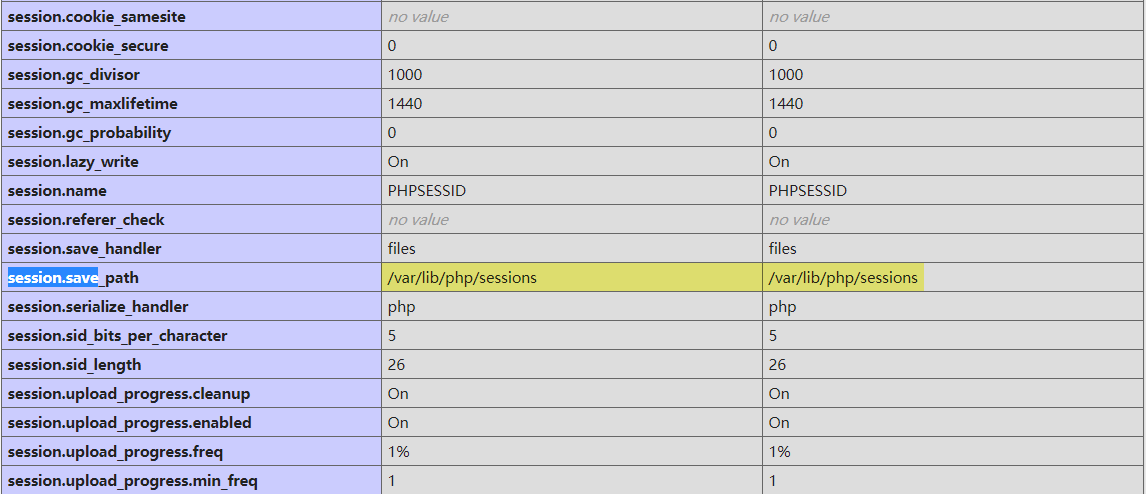 session.cookie_samesite no value no value
session.cookie_secure 0 0
session.gc_divisor 1000 1000
session.gc_maxlifetime 1440 1440
session.gc_probability 0 0
session.lazy_write On On
session.name PHPSESSID PHPSESSID
session.referer_check no value no value
session.save_handler files files
session.save_path /var/lib/php/sessions /var/lib/php/sessions
session.serialize_handler php php
session.sid_bits_per_character 5 5
session.sid_length 26 26
session.upload_progress.cleanup On On
session.upload_progress.enabled On On
session.upload_progress.freq 1% 1%
session.upload_progress.min_freq 1 1